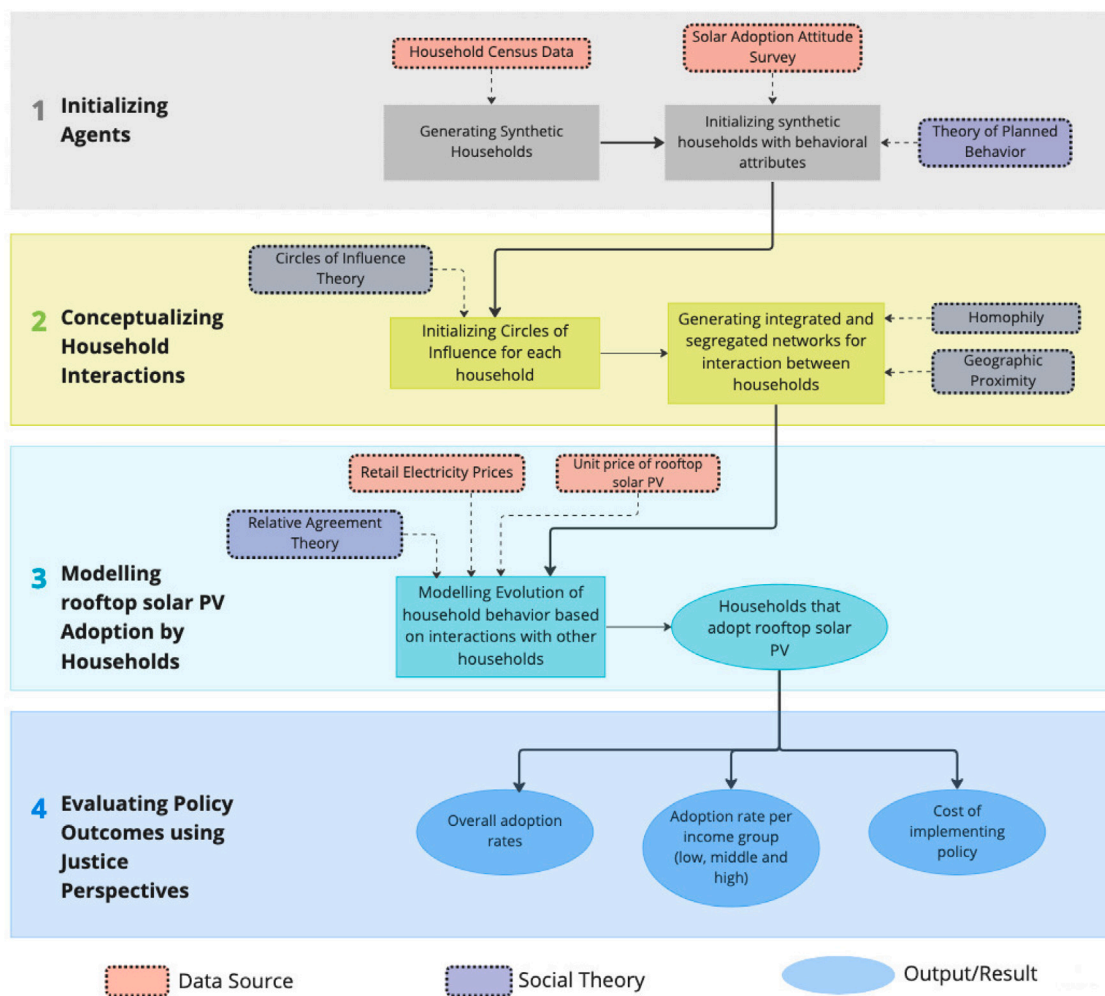 Household Census Data
Solar Adoption Attitude
Survey
1 Initializing
Agents
Generating Synthetic
Households
Initializing synthetic
households with behavioral
attributes
Theory of Planned
Behavior
Circles of Influence
Theory
2 Conceptualizing
Household
Interactions
Initializing Circles of
Influence for each
household
Generating integrated and
segregated networks for
interaction between
households
Homophily
Geographic
Proximity
Retail Electricity Prices
Unit price of rooftop
solar PV
Relative Agreement
Theory
3 Modelling
rooftop solar PV
Adoption by
Households
Modelling Evolution of
household behavior based
on interactions with other
households
Households that
adopt rooftop solar
PV
4 Evaluating Policy
Outcomes using
Justice
Perspectives
Overall adoption
rates
Adoption rate per
income group
(low, middle and
high)
Cost of
implementing
policy
Data Source
Social Theory
Output/Result